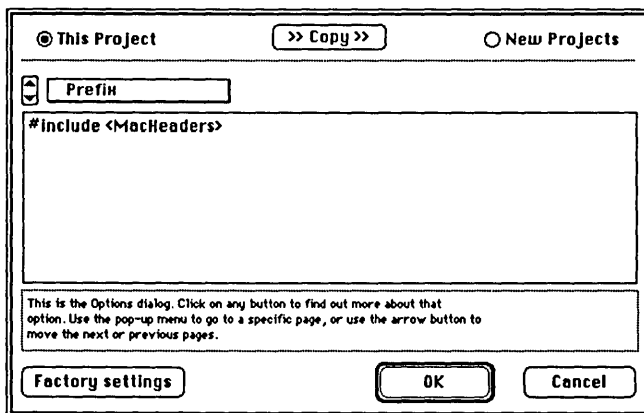 This Project >> Copy >> New Projects
Prefix
#include <MacHeaders>
This is the Options dialog. Click on any button to find out more about that
option. Use the pop-up menu to go to a specific page, or use the arrow button to
move the next or previous pages.
Factory settings OK Cancel